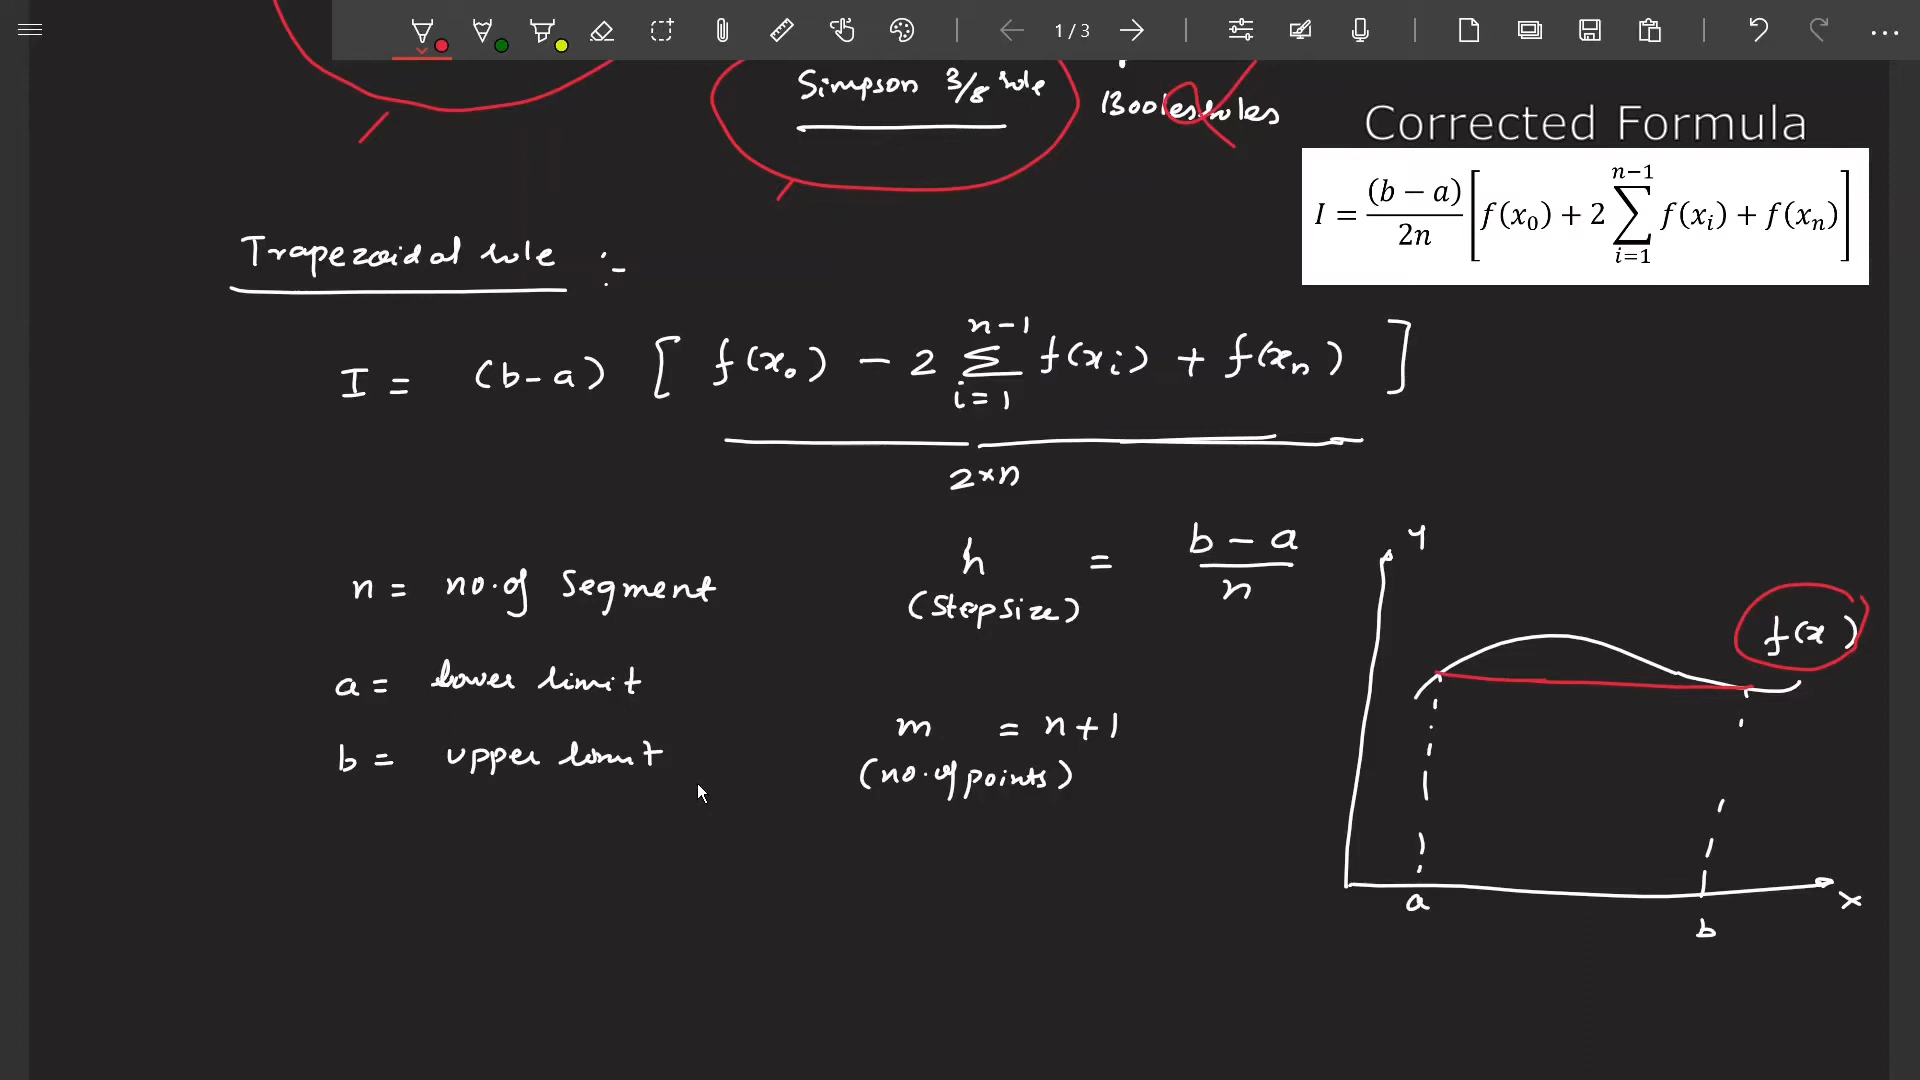 1 / 3
Simpson 3/8 rule
Booles rules
Corrected Formula
I = (b − a)/2n [f(x₀) + 2 ∑_{i=1}^{n−1} f(xᵢ) + f(xₙ)]
Trapezoidal rule :-
I = (b-a) [ f(x₀) − 2 ∑_{i=1}^{n-1} f(xᵢ) + f(xₙ) ]
2×n
n = no. of Segment
h = b-a / n
(Stepsize)
a = lower limit
b = upper limit
m = n+1
(no. of points)
Y
f(x)
a
b
x